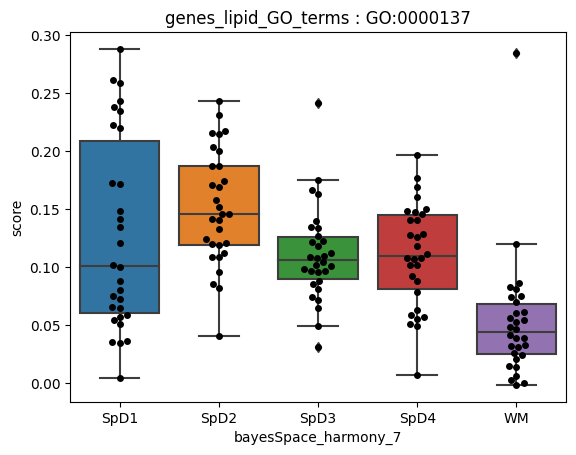 genes_lipid_GO_terms : GO:0000137
0.30
0.25
0.20
0.15
0.10
0.05
0.00
score
SpD1 SpD2 SpD3 SpD4 WM
bayesSpace_harmony_7